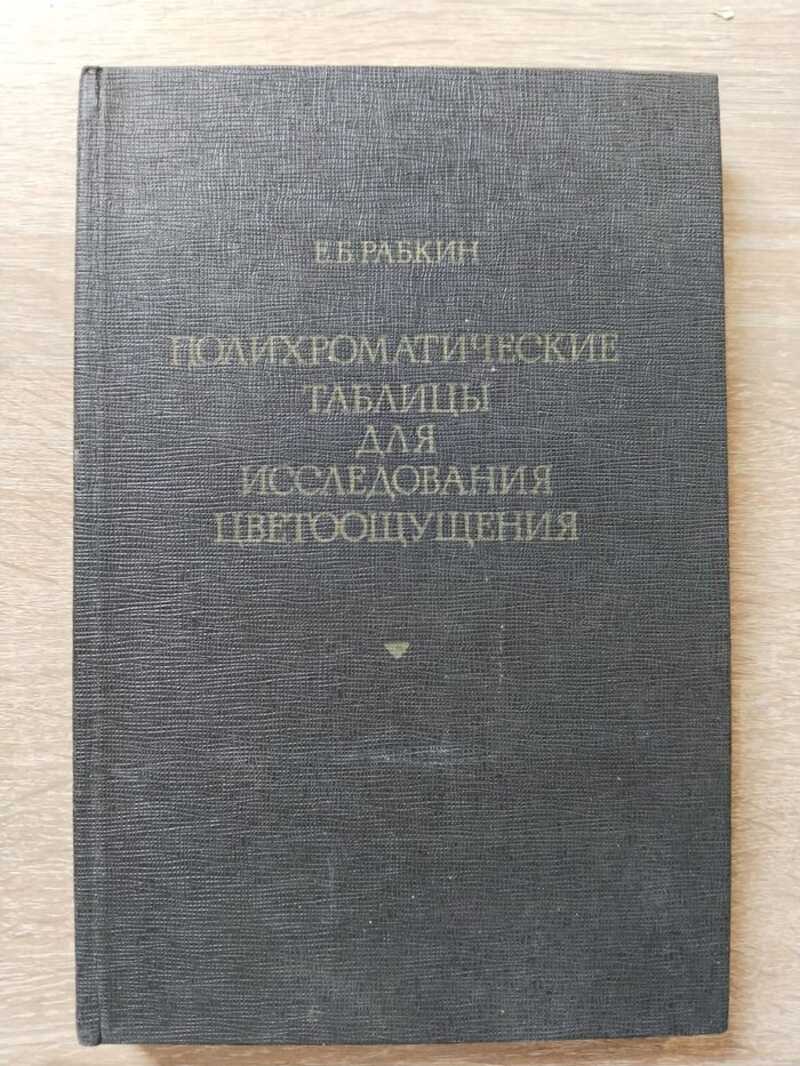 Е.Б.РАБКИН
ПОЛИХРОМАТИЧЕСКИЕ
ТАБЛИЦЫ
ДЛЯ
ИССЛЕДОВАНИЯ
ЦВЕТООЩУЩЕНИЯ